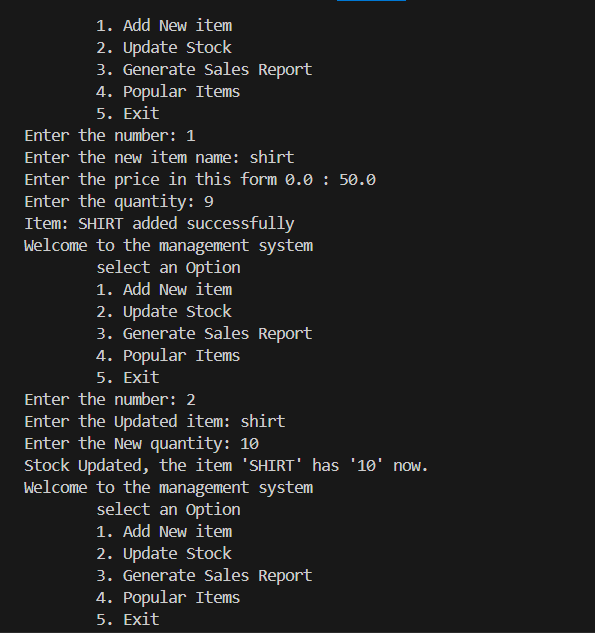 1. Add New item
2. Update Stock
3. Generate Sales Report
4. Popular Items
5. Exit
Enter the number: 1
Enter the new item name: shirt
Enter the price in this form 0.0 : 50.0
Enter the quantity: 9
Item: SHIRT added successfully
Welcome to the management system
select an Option
1. Add New item
2. Update Stock
3. Generate Sales Report
4. Popular Items
5. Exit
Enter the number: 2
Enter the Updated item: shirt
Enter the New quantity: 10
Stock Updated, the item 'SHIRT' has '10' now.
Welcome to the management system
select an Option
1. Add New item
2. Update Stock
3. Generate Sales Report
4. Popular Items
5. Exit